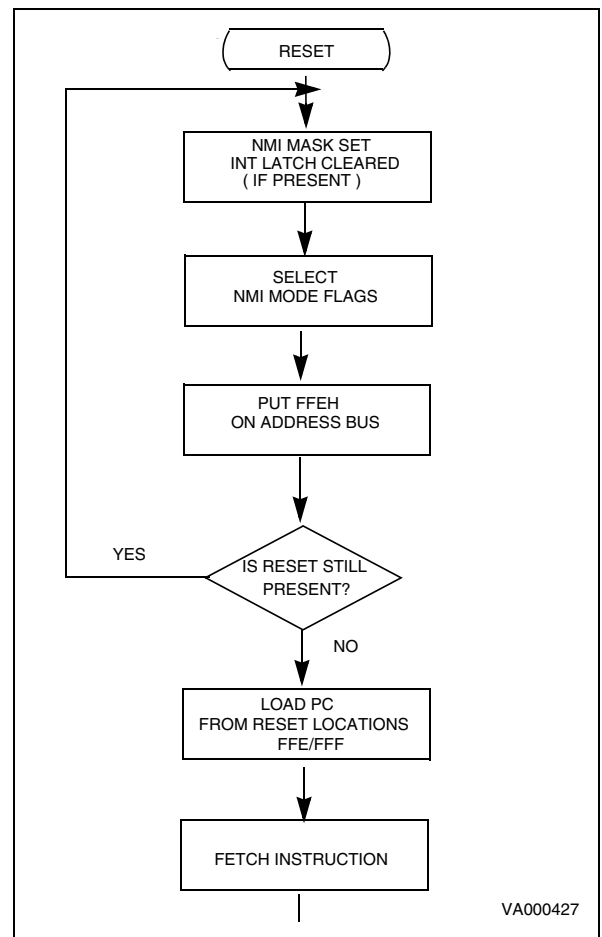 RESET
NMI MASK SET
INT LATCH CLEARED
( IF PRESENT )
SELECT
NMI MODE FLAGS
PUT FFEH
ON ADDRESS BUS
YES
IS RESET STILL
PRESENT?
NO
LOAD PC
FROM RESET LOCATIONS
FFE/FFF
FETCH INSTRUCTION
VA000427